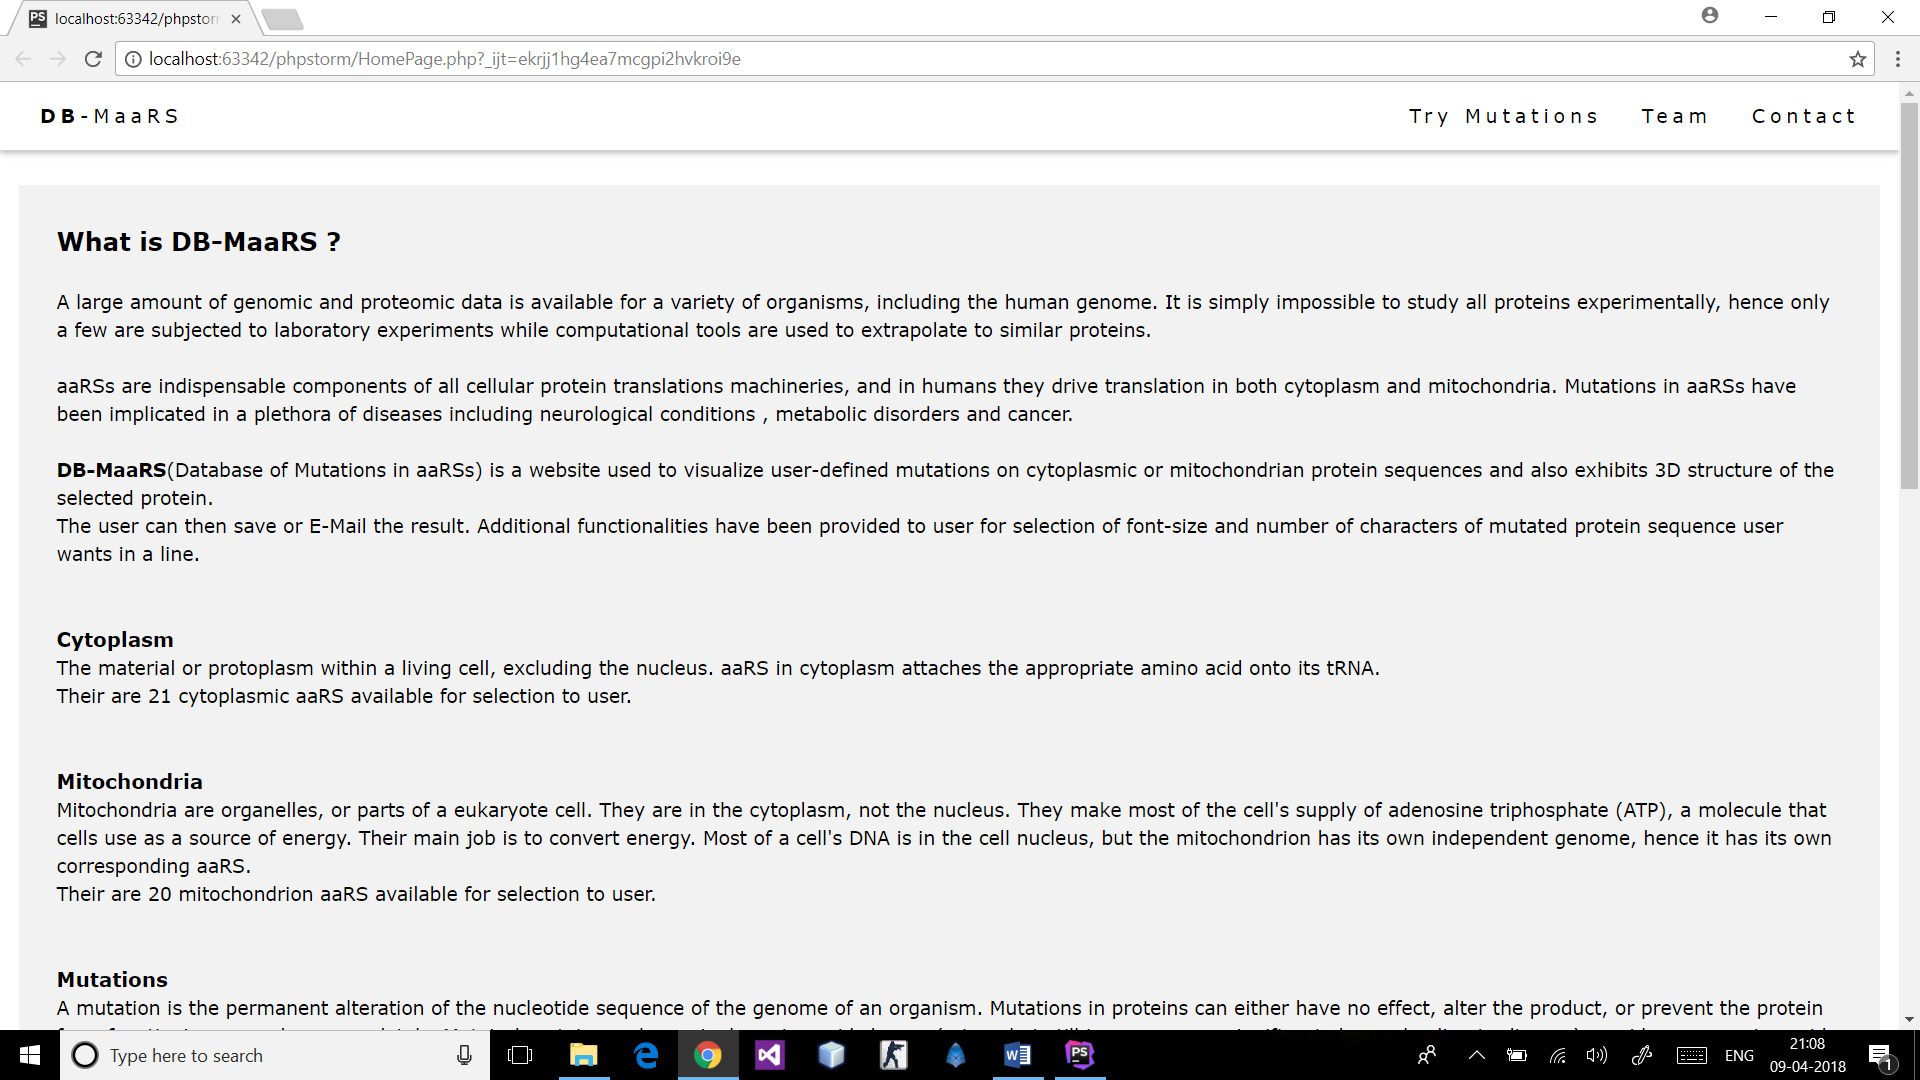 localhost:63342/phpstor
localhost:63342/phpstorm/HomePage.php?_ijt=ekrjj1hg4ea7mcgpi2hvkroi9e
DB-MaaRS
Try Mutations
Team
Contact
What is DB-MaaRS ?
A large amount of genomic and proteomic data is available for a variety of organisms, including the human genome. It is simply impossible to study all proteins experimentally, hence only
a few are subjected to laboratory experiments while computational tools are used to extrapolate to similar proteins.
aaRSs are indispensable components of all cellular protein translations machineries, and in humans they drive translation in both cytoplasm and mitochondria. Mutations in aaRSs have
been implicated in a plethora of diseases including neurological conditions , metabolic disorders and cancer.
DB-MaaRS(Database of Mutations in aaRSs) is a website used to visualize user-defined mutations on cytoplasmic or mitochondrian protein sequences and also exhibits 3D structure of the
selected protein.
The user can then save or E-Mail the result. Additional functionalities have been provided to user for selection of font-size and number of characters of mutated protein sequence user
wants in a line.
Cytoplasm
The material or protoplasm within a living cell, excluding the nucleus. aaRS in cytoplasm attaches the appropriate amino acid onto its tRNA.
Their are 21 cytoplasmic aaRS available for selection to user.
Mitochondria
Mitochondria are organelles, or parts of a eukaryote cell. They are in the cytoplasm, not the nucleus. They make most of the cell's supply of adenosine triphosphate (ATP), a molecule that
cells use as a source of energy. Their main job is to convert energy. Most of a cell's DNA is in the cell nucleus, but the mitochondrion has its own independent genome, hence it has its own
corresponding aaRS.
Their are 20 mitochondrion aaRS available for selection to user.
Mutations
A mutation is the permanent alteration of the nucleotide sequence of the genome of an organism. Mutations in proteins can either have no effect, alter the product, or prevent the protein
Type here to search
ENG
21:08
09-04-2018
1